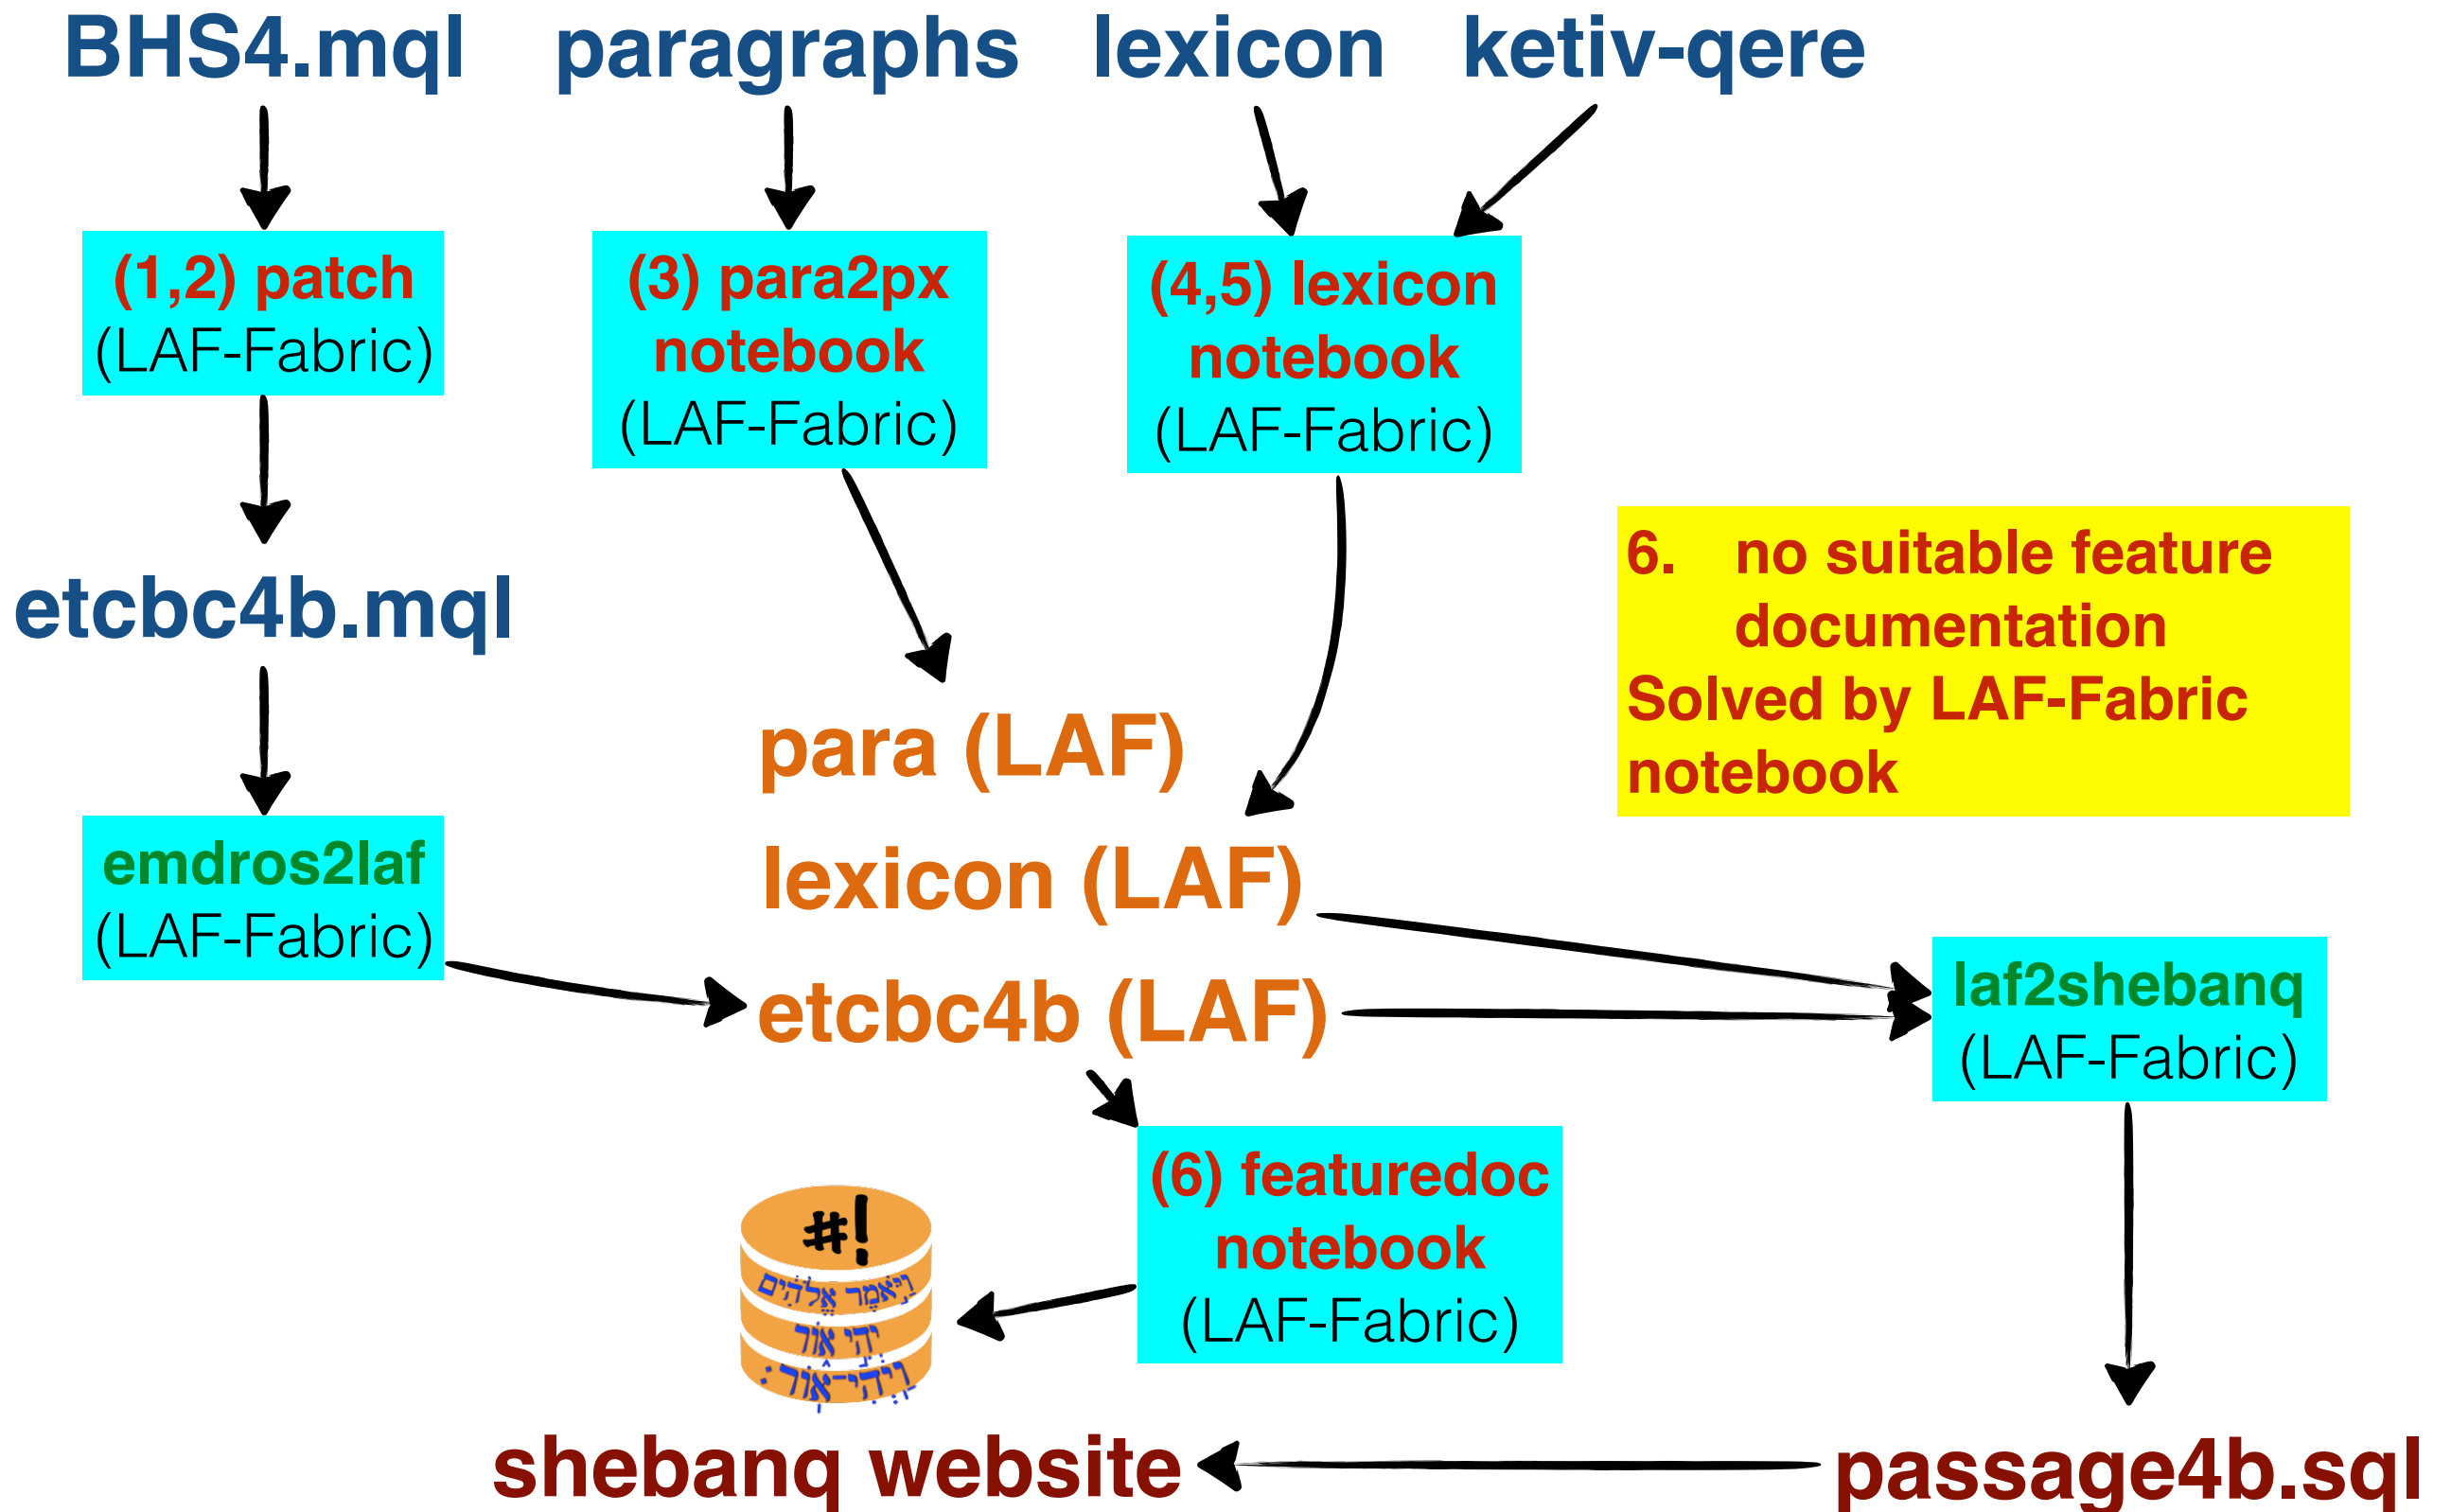 BHS4.mql
paragraphs
lexicon
ketiv-qere
(1,2) patch
(LAF-Fabric)
(3) para2px
notebook
(LAF-Fabric)
(4,5) lexicon
notebook
(LAF-Fabric)
etcbc4b.mql
6. no suitable feature
documentation
Solved by LAF-Fabric
notebook
para (LAF)
lexicon (LAF)
etcbc4b (LAF)
emdros2laf
(LAF-Fabric)
laf2shebanq
(LAF-Fabric)
(6) featuredoc
notebook
(LAF-Fabric)
#!
וַיֹּאמֶר אֱלֹהִים
יְהִי אוֹר
וַיְהִי־אוֹר׃
shebanq website
passage4b.sql